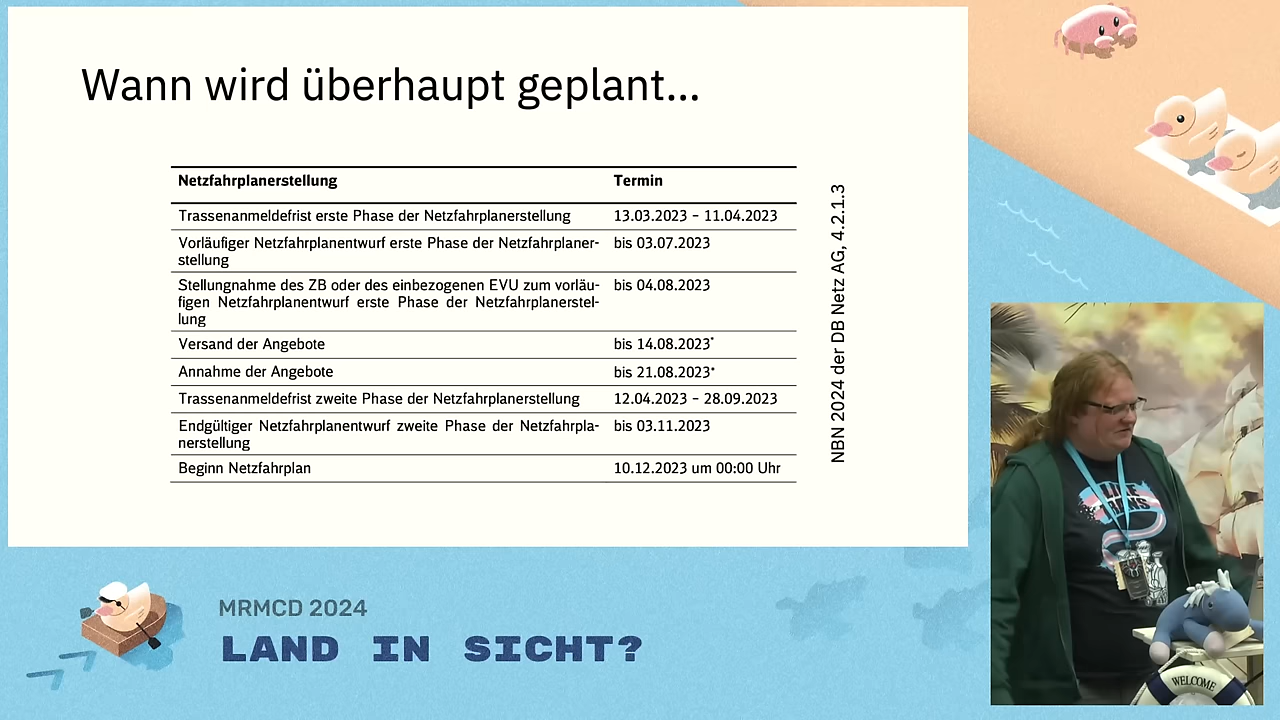 Wann wird überhaupt geplant...
Netzfahrplanerstellung Termin
Trassenanmeldefrist erste Phase der Netzfahrplanerstellung 13.03.2023 – 11.04.2023
Vorläufiger Netzfahrplanentwurf erste Phase der Netzfahrplaner- bis 03.07.2023
stellung
Stellungnahme des ZB oder des einbezogenen EVU zum vorläu- bis 04.08.2023
figen Netzfahrplanentwurf erste Phase der Netzfahrplanerstel-
lung
Versand der Angebote bis 14.08.2023*
Annahme der Angebote bis 21.08.2023*
Trassenanmeldefrist zweite Phase der Netzfahrplanerstellung 12.04.2023 – 28.09.2023
Endgültiger Netzfahrplanentwurf zweite Phase der Netzfahrpla- bis 03.11.2023
nerstellung
Beginn Netzfahrplan 10.12.2023 um 00:00 Uhr
NBN 2024 der DB Netz AG, 4.2.1.3
MRMCD 2024
LAND IN SICHT?
WELCOME